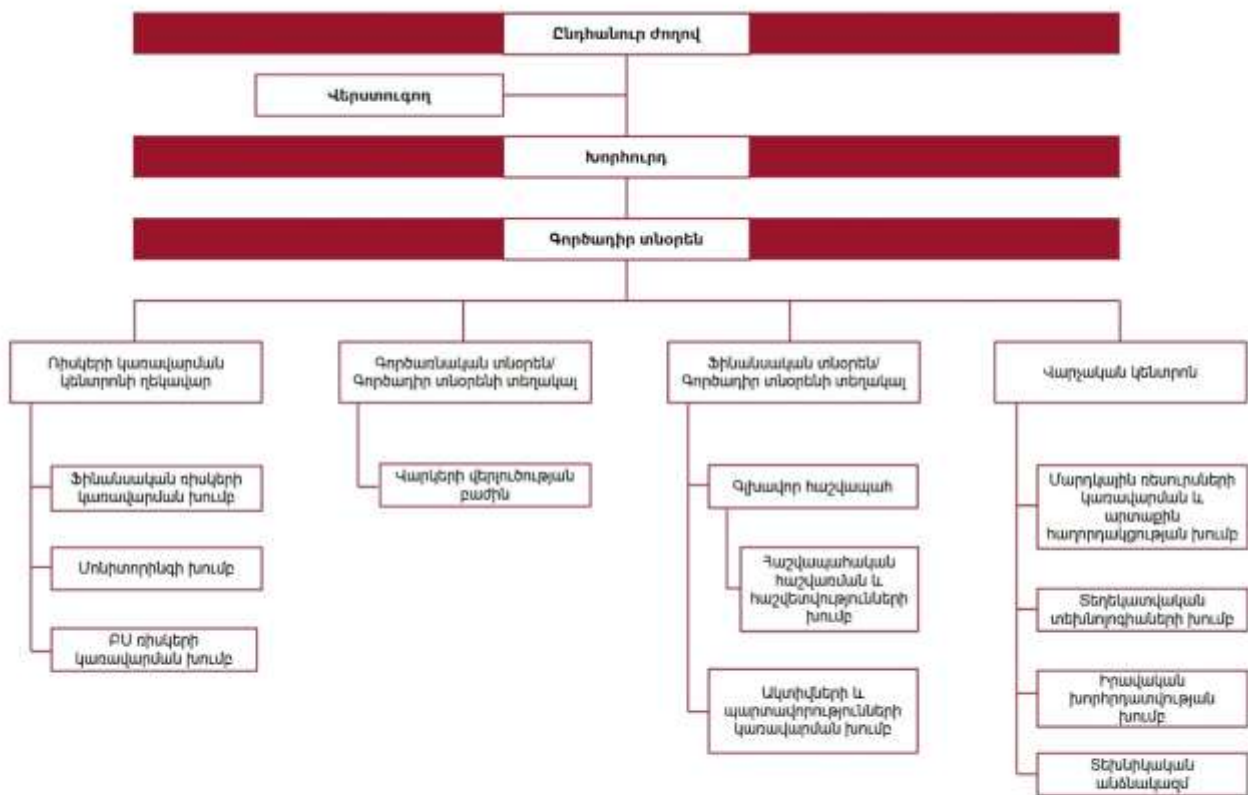 Ընդհանուր ժողով
Վերստուգող
Խորհուրդ
Գործադիր տնօրեն
Ռիսկերի կառավարման
կենտրոնի ղեկավար
Գործառնական տնօրեն/
Գործադիր տնօրենի տեղակալ
Ֆինանսական տնօրեն/
Գործադիր տնօրենի տեղակալ
Վարչական կենտրոն
Ֆինանսական ռիսկերի
կառավարման խումբ
Մոնիտորինգի խումբ
ԲՍ ռիսկերի
կառավարման խումբ
Վարկերի վերլուծության
բաժին
Գլխավոր հաշվապահ
Հաշվապահական
հաշվառման և
հաշվետվությունների
խումբ
Ակտիվների և
պարտավորությունների
կառավարման խումբ
Մարդկային ռեսուրսների
կառավարման և
արտաքին
հաղորդակցության խումբ
Տեղեկատվական
տեխնոլոգիաների խումբ
Իրավական
խորհրդատվության
խումբ
Տեխնիկական
անձնակազմ